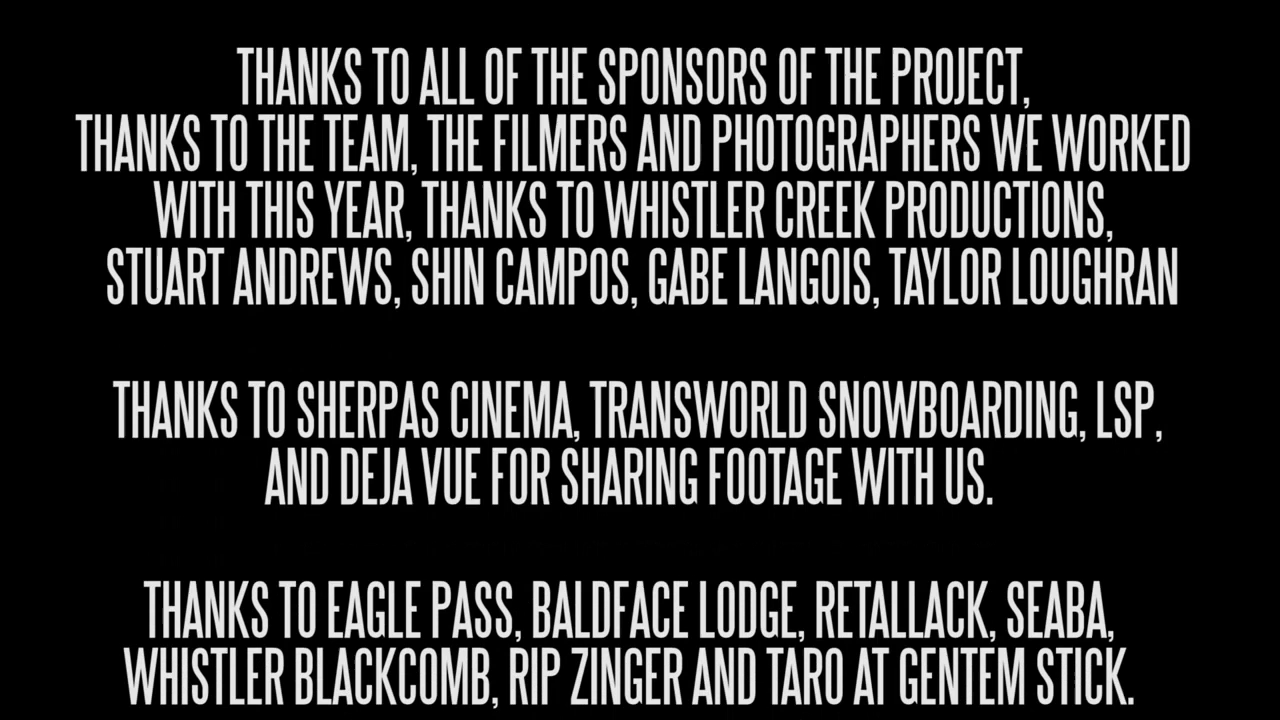 THANKS TO ALL OF THE SPONSORS OF THE PROJECT,
THANKS TO THE TEAM, THE FILMERS AND PHOTOGRAPHERS WE WORKED
WITH THIS YEAR, THANKS TO WHISTLER CREEK PRODUCTIONS,
STUART ANDREWS, SHIN CAMPOS, GABE LANGOIS, TAYLOR LOUGHRAN
THANKS TO SHERPAS CINEMA, TRANSWORLD SNOWBOARDING, LSP,
AND DEJA VUE FOR SHARING FOOTAGE WITH US.
THANKS TO EAGLE PASS, BALDFACE LODGE, RETALLACK, SEABA,
WHISTLER BLACKCOMB, RIP ZINGER AND TARO AT GENTEM STICK.